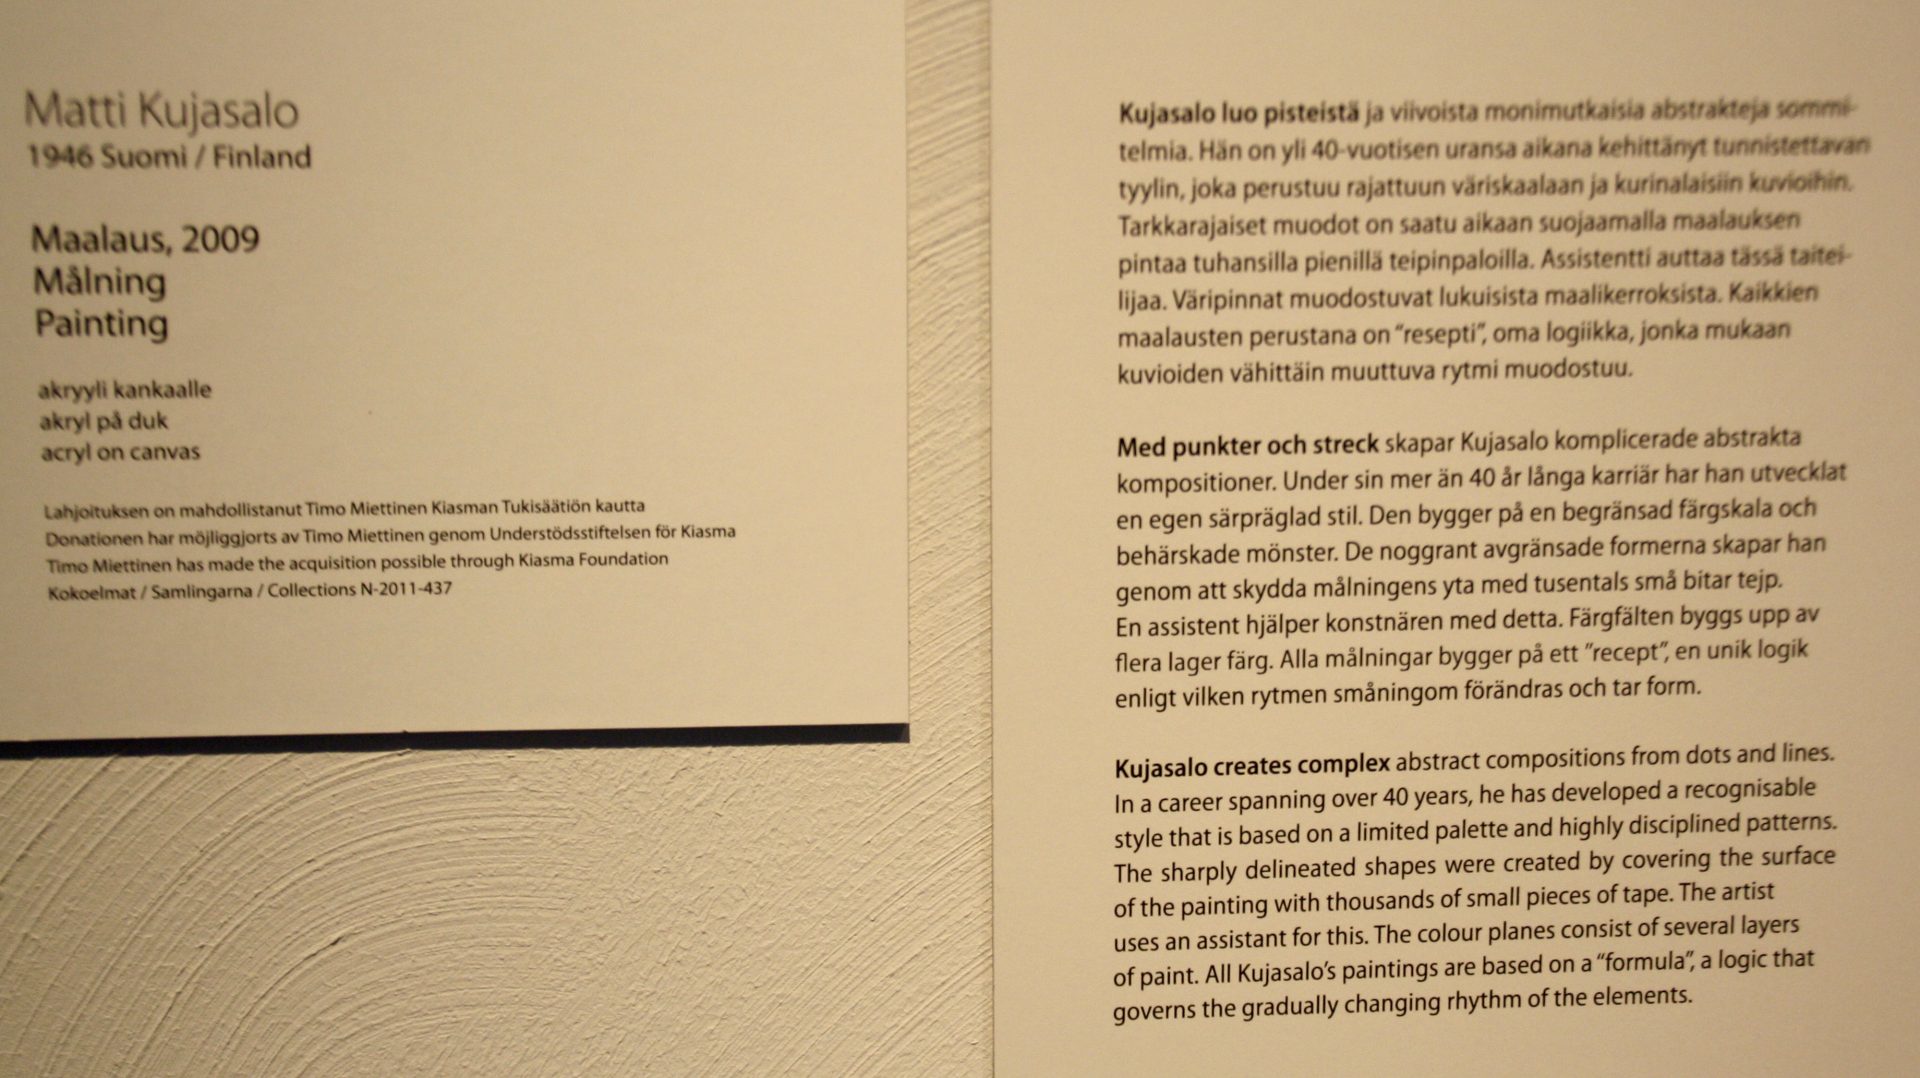 Matti Kujasalo
1946 Suomi / Finland
Maalaus, 2009
Målning
Painting
akryyli kankaalle
akryl på duk
acryl on canvas
Lahjoituksen on mahdollistanut Timo Miettinen Kiasman Tukisäätiön kautta
Donationen har möjliggjorts av Timo Miettinen genom Understödsstiftelsen för Kiasma
Timo Miettinen has made the acquisition possible through Kiasma Foundation
Kokoelmat / Samlingarna / Collections N-2011-437
Kujasalo luo pisteistä ja viivoista monimutkaisia abstrakteja sommi-
telmia. Hän on yli 40-vuotisen uransa aikana kehittänyt tunnistettavan
tyylin, joka perustuu rajattuun väriskaalaan ja kurinalaisiin kuvioihin.
Tarkkarajaiset muodot on saatu aikaan suojaamalla maalauksen
pintaa tuhansilla pienillä teipinpaloilla. Assistentti auttaa tässä taitei-
lijaa. Väripinnat muodostuvat lukuisista maalikerroksista. Kaikkien
maalausten perustana on “resepti”, oma logiikka, jonka mukaan
kuvioiden vähittäin muuttuva rytmi muodostuu.
Med punkter och streck skapar Kujasalo komplicerade abstrakta
kompositioner. Under sin mer än 40 år långa karriär har han utvecklat
en egen särpräglad stil. Den bygger på en begränsad färgskala och
behärskade mönster. De noggrant avgränsade formerna skapar han
genom att skydda målningens yta med tusentals små bitar tejp.
En assistent hjälper konstnären med detta. Färgfälten byggs upp av
flera lager färg. Alla målningar bygger på ett ”recept”, en unik logik
enligt vilken rytmen småningom förändras och tar form.
Kujasalo creates complex abstract compositions from dots and lines.
In a career spanning over 40 years, he has developed a recognisable
style that is based on a limited palette and highly disciplined patterns.
The sharply delineated shapes were created by covering the surface
of the painting with thousands of small pieces of tape. The artist
uses an assistant for this. The colour planes consist of several layers
of paint. All Kujasalo’s paintings are based on a “formula”, a logic that
governs the gradually changing rhythm of the elements.